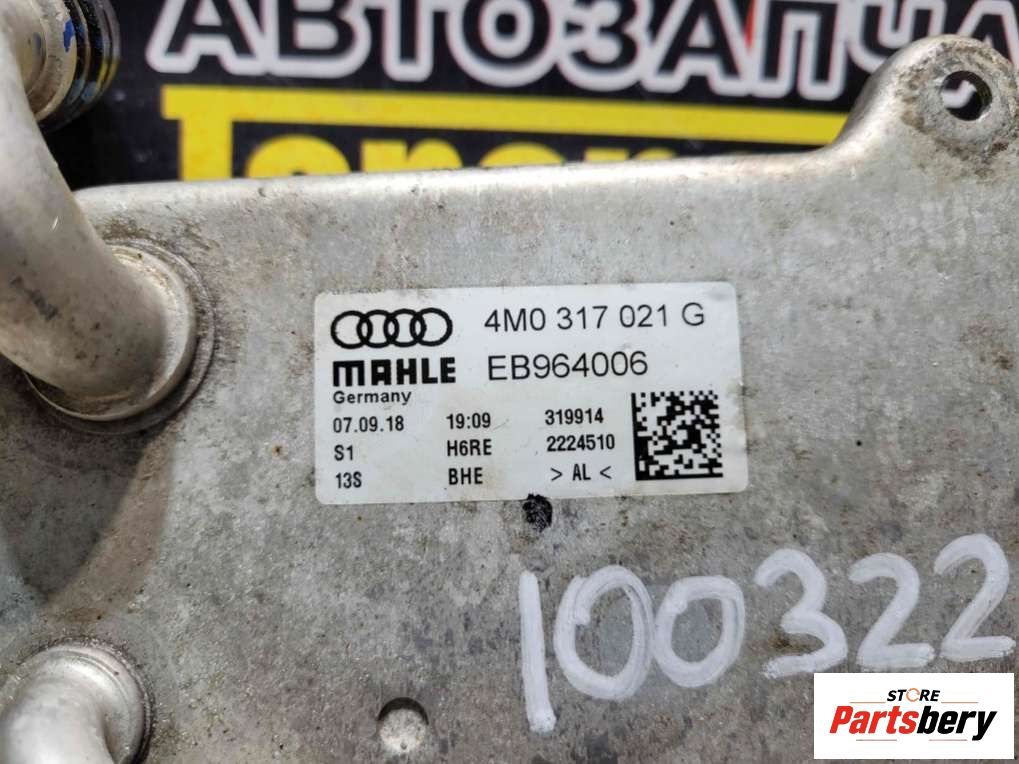 АВТОЗАПЧА
4M0 317 021 G
MAHLE EB964006
Germany
07.09.18 19:09 319914
S1 H6RE 2224510
13S BHE > AL <
100322
STORE
Partsbery